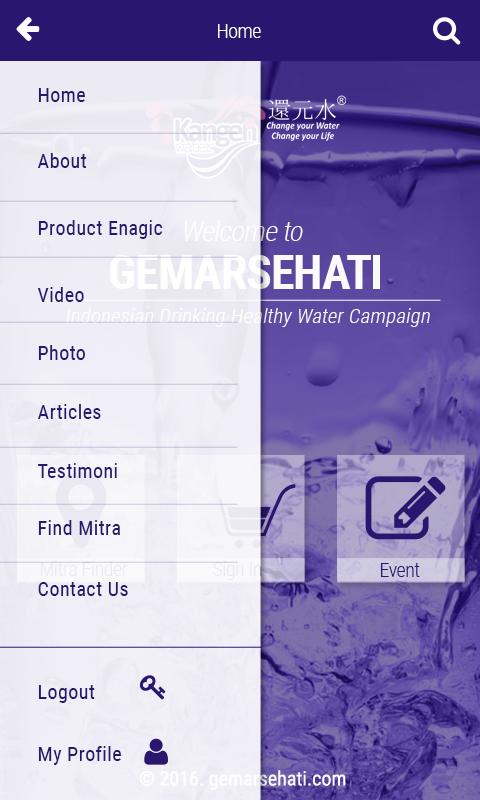 Home
Home
About
Product Enagic
Video
Photo
Articles
Testimoni
Find Mitra
Contact Us
Logout
My Profile
Kangen
WATER
還元水®
Change your Water
Change your Life
Welcome to
GEMARSEHATI
Indonesian Drinking Healthy Water Campaign
Mitra Finder
Sign In
Event
© 2016. gemarsehati.com